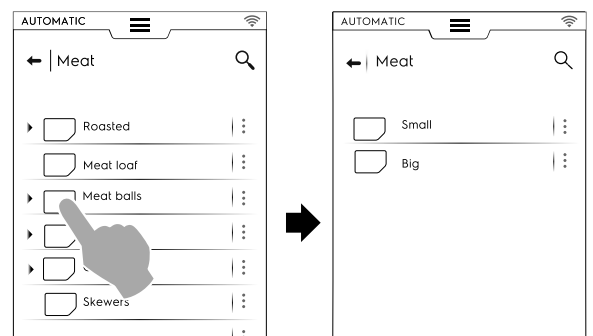 AUTOMATIC
Meat
Roasted
Meat loaf
Meat balls
Skewers
AUTOMATIC
Meat
Small
Big